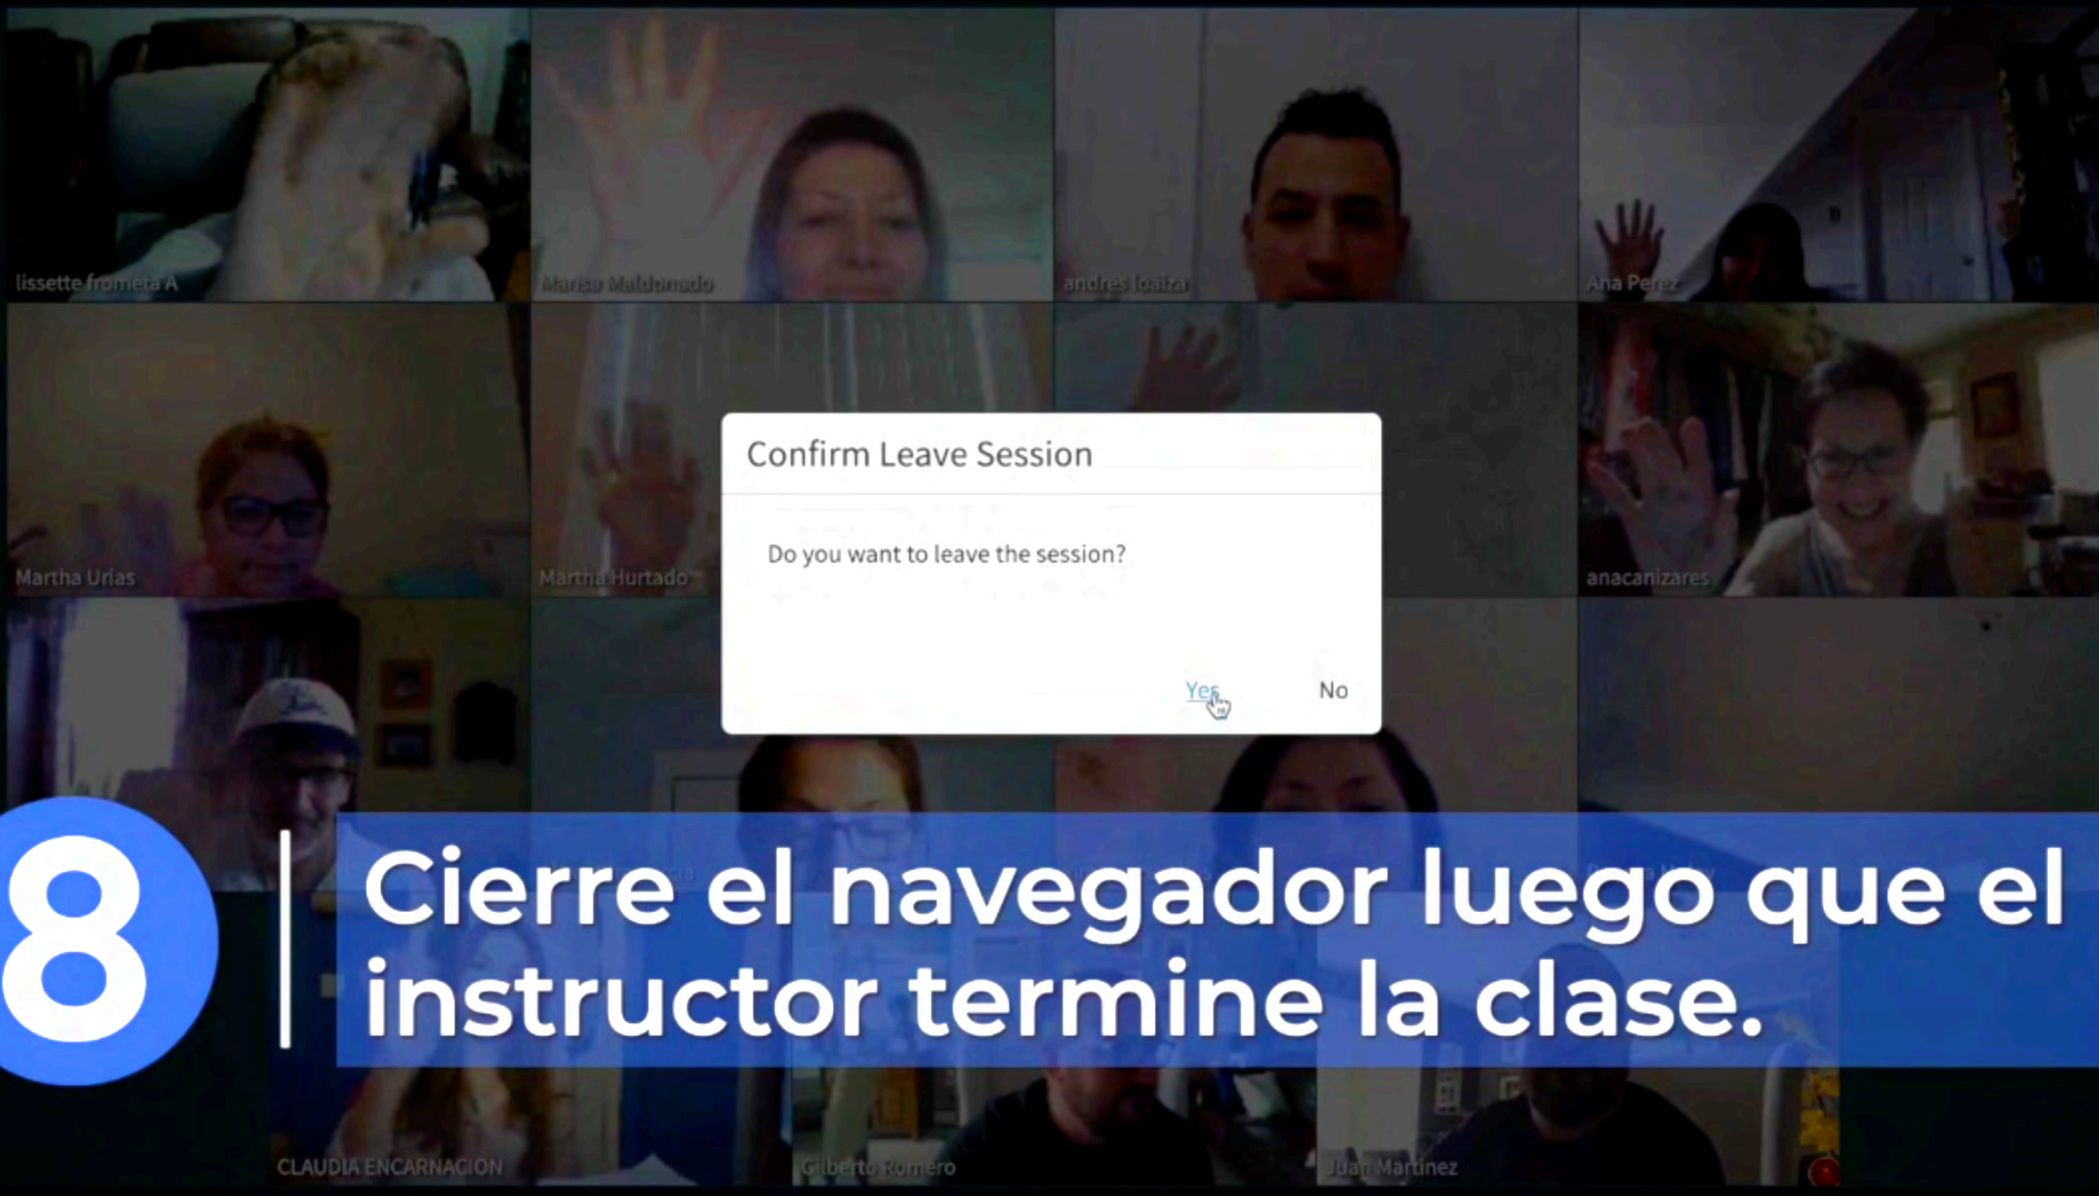 lissette frometa A
Marisa Maldonado
andres loaiza
Ana Perez
Martha Urias
Martha Hurtado
anacanizares
Confirm Leave Session
Do you want to leave the session?
Yes
No
8
Cierre el navegador luego que el
instructor termine la clase.
CLAUDIA ENCARNACION
Gilberto Romero
Juan Martinez